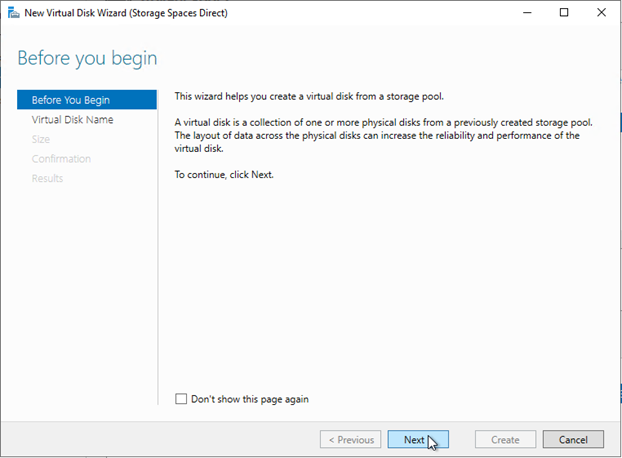 New Virtual Disk Wizard (Storage Spaces Direct)
Before you begin
Before You Begin
Virtual Disk Name
Size
Confirmation
Results
This wizard helps you create a virtual disk from a storage pool.
A virtual disk is a collection of one or more physical disks from a previously created storage pool.
The layout of data across the physical disks can increase the reliability and performance of the
virtual disk.
To continue, click Next.
Don't show this page again
< Previous
Next
Create
Cancel